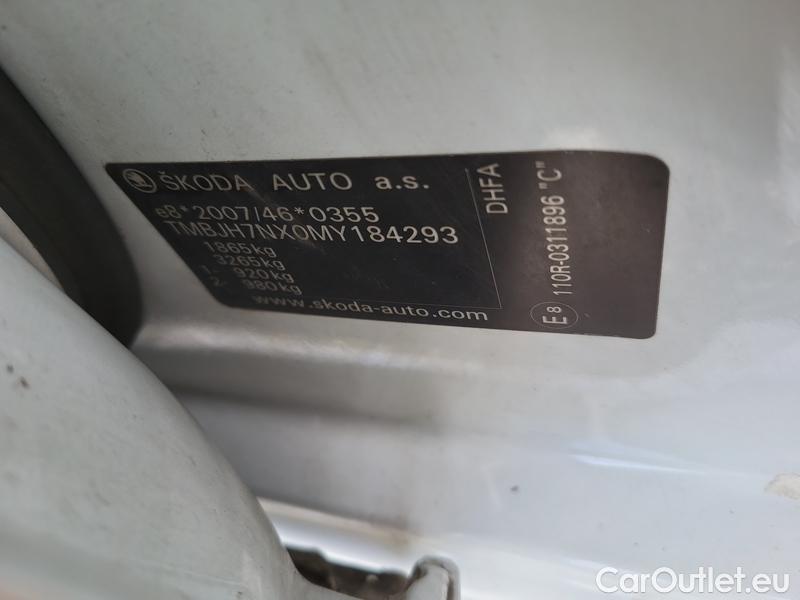 ŠKODA AUTO a.s.
e8*2007/46*0355
TMBJH7NX0MY184293
1865kg
3265kg
1- 920kg
2- 980kg
www.skoda-auto.com
DHFA
E8 110R-0311896 "C"
CarOutlet.eu